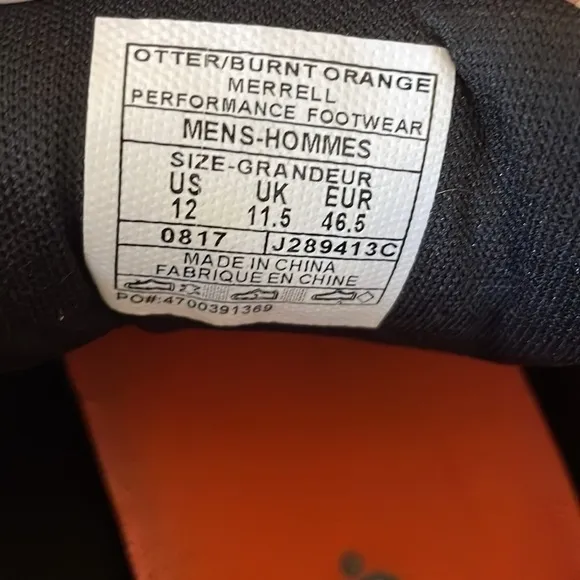 OTTER/BURNT ORANGE
MERRELL
PERFORMANCE FOOTWEAR
MENS-HOMMES
SIZE-GRANDEUR
US UK EUR
12 11.5 46.5
0817 J289413C
MADE IN CHINA
FABRIQUE EN CHINE
PO#:4700391369